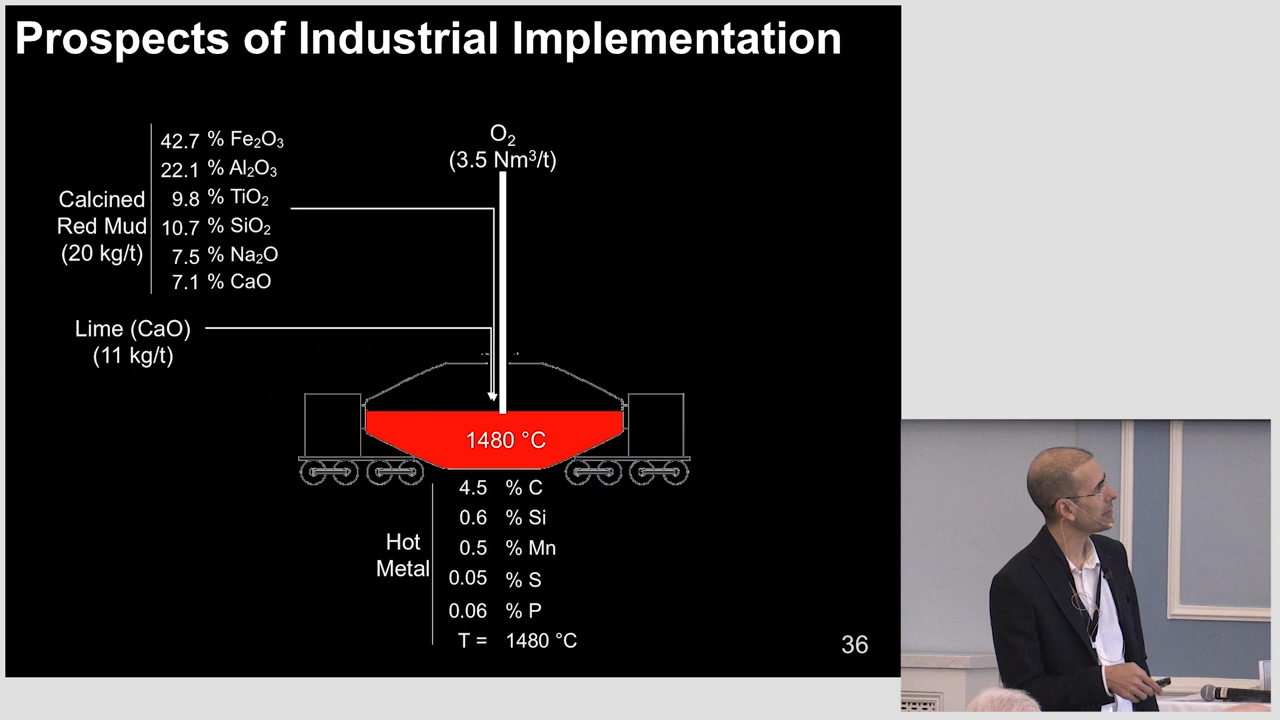 Prospects of Industrial Implementation
Calcined
Red Mud
(20 kg/t)
42.7 % Fe₂O₃
22.1 % Al₂O₃
9.8 % TiO₂
10.7 % SiO₂
7.5 % Na₂O
7.1 % CaO
O₂
(3.5 Nm³/t)
Lime (CaO)
(11 kg/t)
1480 °C
Hot
Metal
4.5 % C
0.6 % Si
0.5 % Mn
0.05 % S
0.06 % P
T = 1480 °C
36